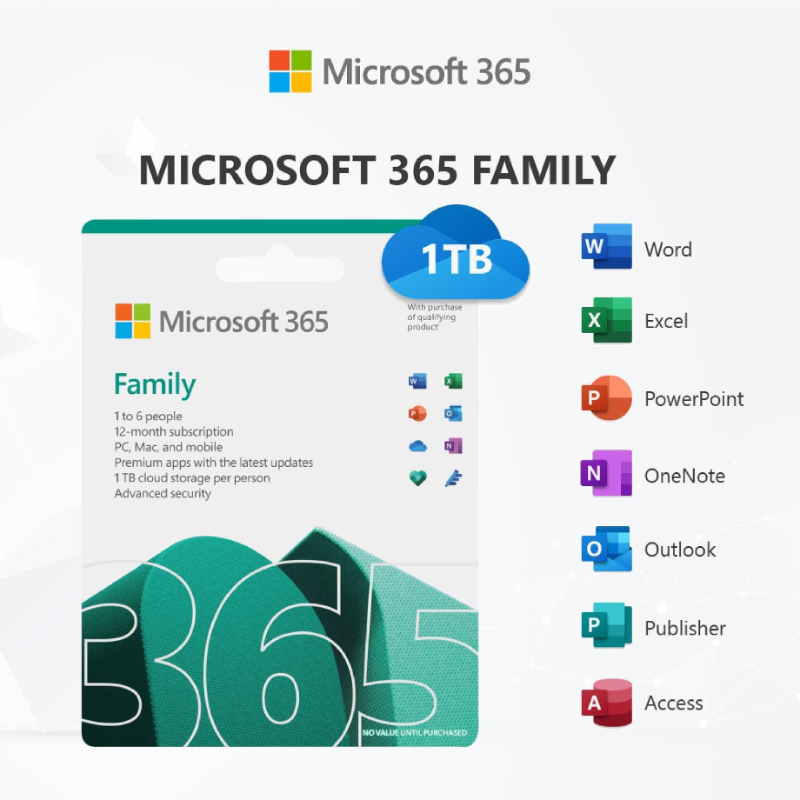 Microsoft 365
MICROSOFT 365 FAMILY
1TB
With purchase
of qualifying
product
Microsoft 365
Family
1 to 6 people
12-month subscription
PC, Mac, and mobile
Premium apps with the latest updates
1 TB cloud storage per person
Advanced security
W
X
P
O
N
365
NO VALUE UNTIL PURCHASED
W Word
X Excel
P PowerPoint
N OneNote
O Outlook
P Publisher
A Access